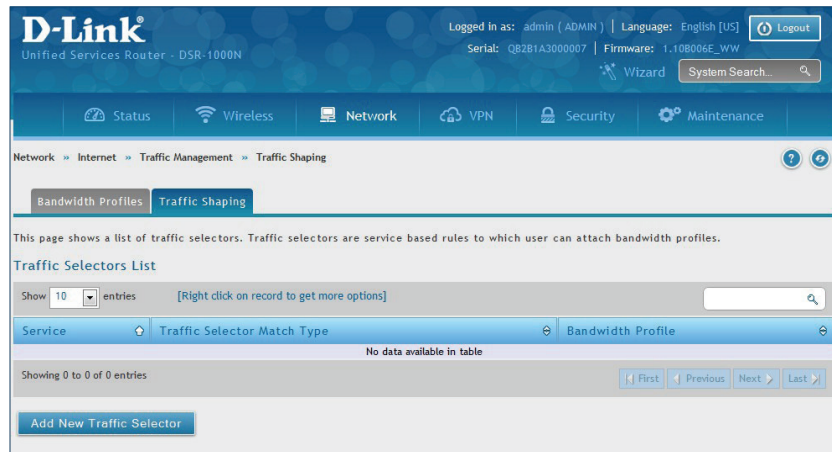 D-Link®
Unified Services Router - DSR-1000N
Logged in as: admin ( ADMIN ) | Language: English [US]
Logout
Serial: QB2B1A3000007 | Firmware: 1.10B006E_WW
Wizard
System Search...
Status
Wireless
Network
VPN
Security
Maintenance
Network » Internet » Traffic Management » Traffic Shaping
Bandwidth Profiles
Traffic Shaping
This page shows a list of traffic selectors. Traffic selectors are service based rules to which user can attach bandwidth profiles.
Traffic Selectors List
Show 10 entries
[Right click on record to get more options]
Service
Traffic Selector Match Type
Bandwidth Profile
No data available in table
Showing 0 to 0 of 0 entries
First
Previous
Next
Last
Add New Traffic Selector